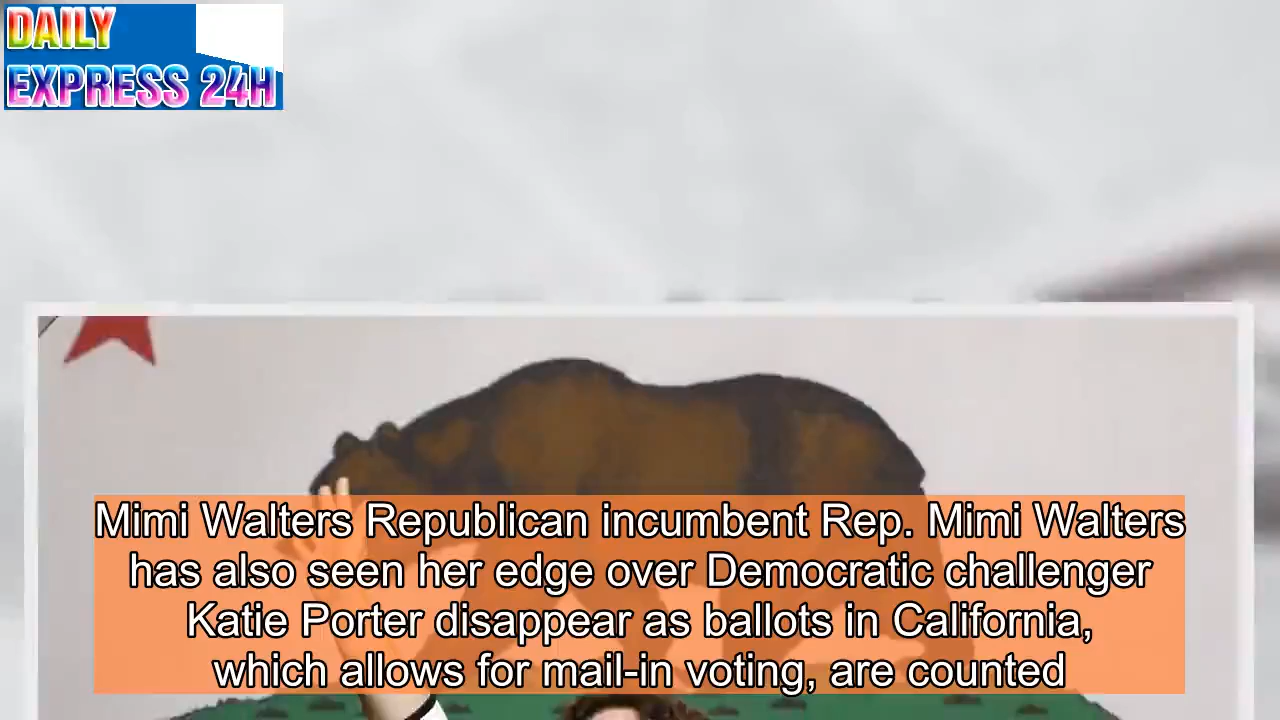 DAILY
EXPRESS 24H
Mimi Walters Republican incumbent Rep. Mimi Walters
has also seen her edge over Democratic challenger
Katie Porter disappear as ballots in California,
which allows for mail-in voting, are counted